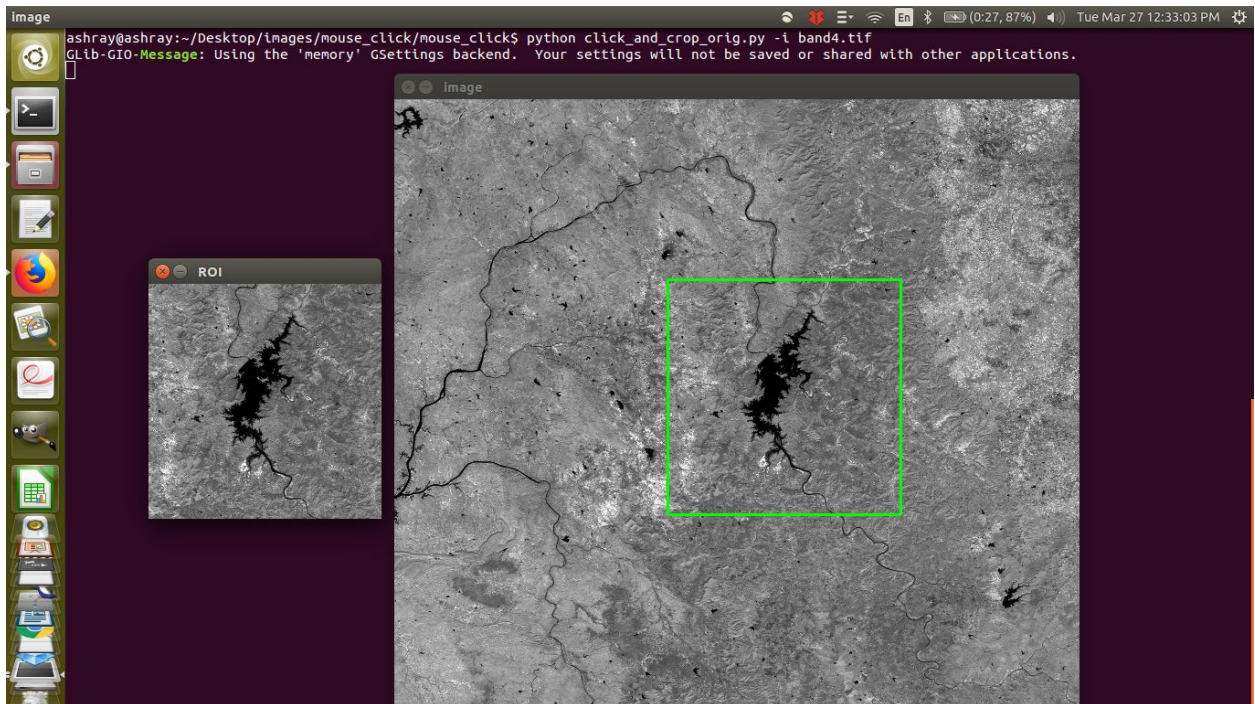 image
En
(0:27, 87%)
Tue Mar 27 12:33:03 PM
ashray@ashray:~/Desktop/images/mouse_click/mouse_click$ python click_and_crop_orig.py -i band4.tif
GLib-GIO-Message: Using the 'memory' GSettings backend.  Your settings will not be saved or shared with other applications.
image
ROI